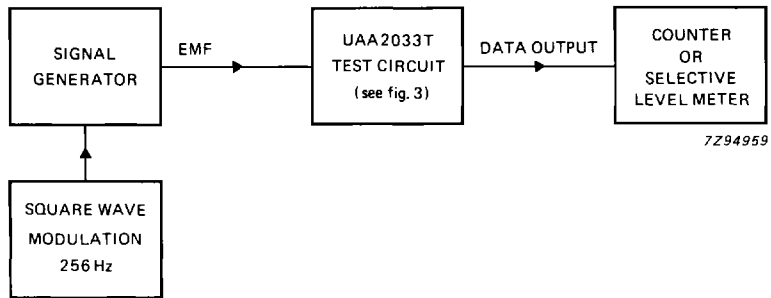 SIGNAL
GENERATOR
EMF
UAA2033T
TEST CIRCUIT
(see fig. 3)
DATA OUTPUT
COUNTER
OR
SELECTIVE
LEVEL METER
7Z94959
SQUARE WAVE
MODULATION
256 Hz